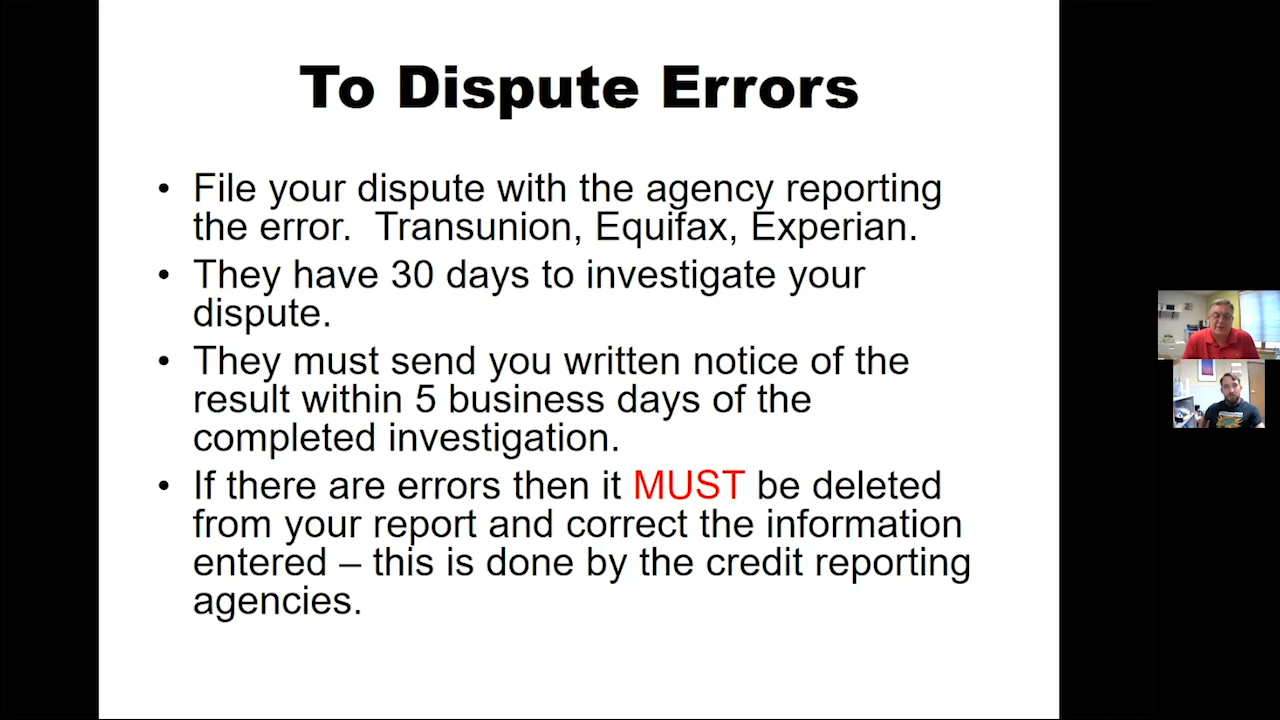 To Dispute Errors
• File your dispute with the agency reporting
the error.  Transunion, Equifax, Experian.
• They have 30 days to investigate your
dispute.
• They must send you written notice of the
result within 5 business days of the
completed investigation.
• If there are errors then it MUST be deleted
from your report and correct the information
entered – this is done by the credit reporting
agencies.